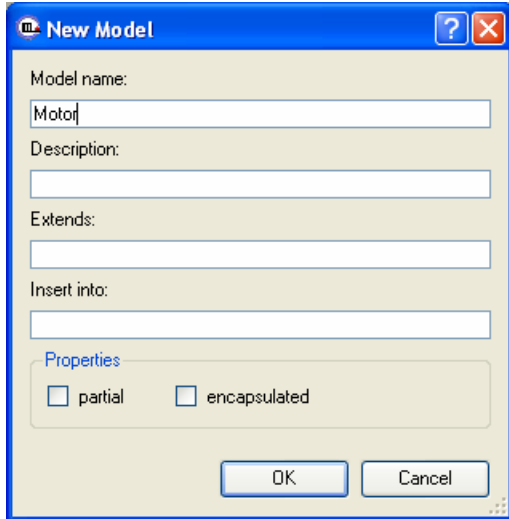 New Model
Model name:
Motor
Description:
Extends:
Insert into:
Properties
partial encapsulated
OK Cancel